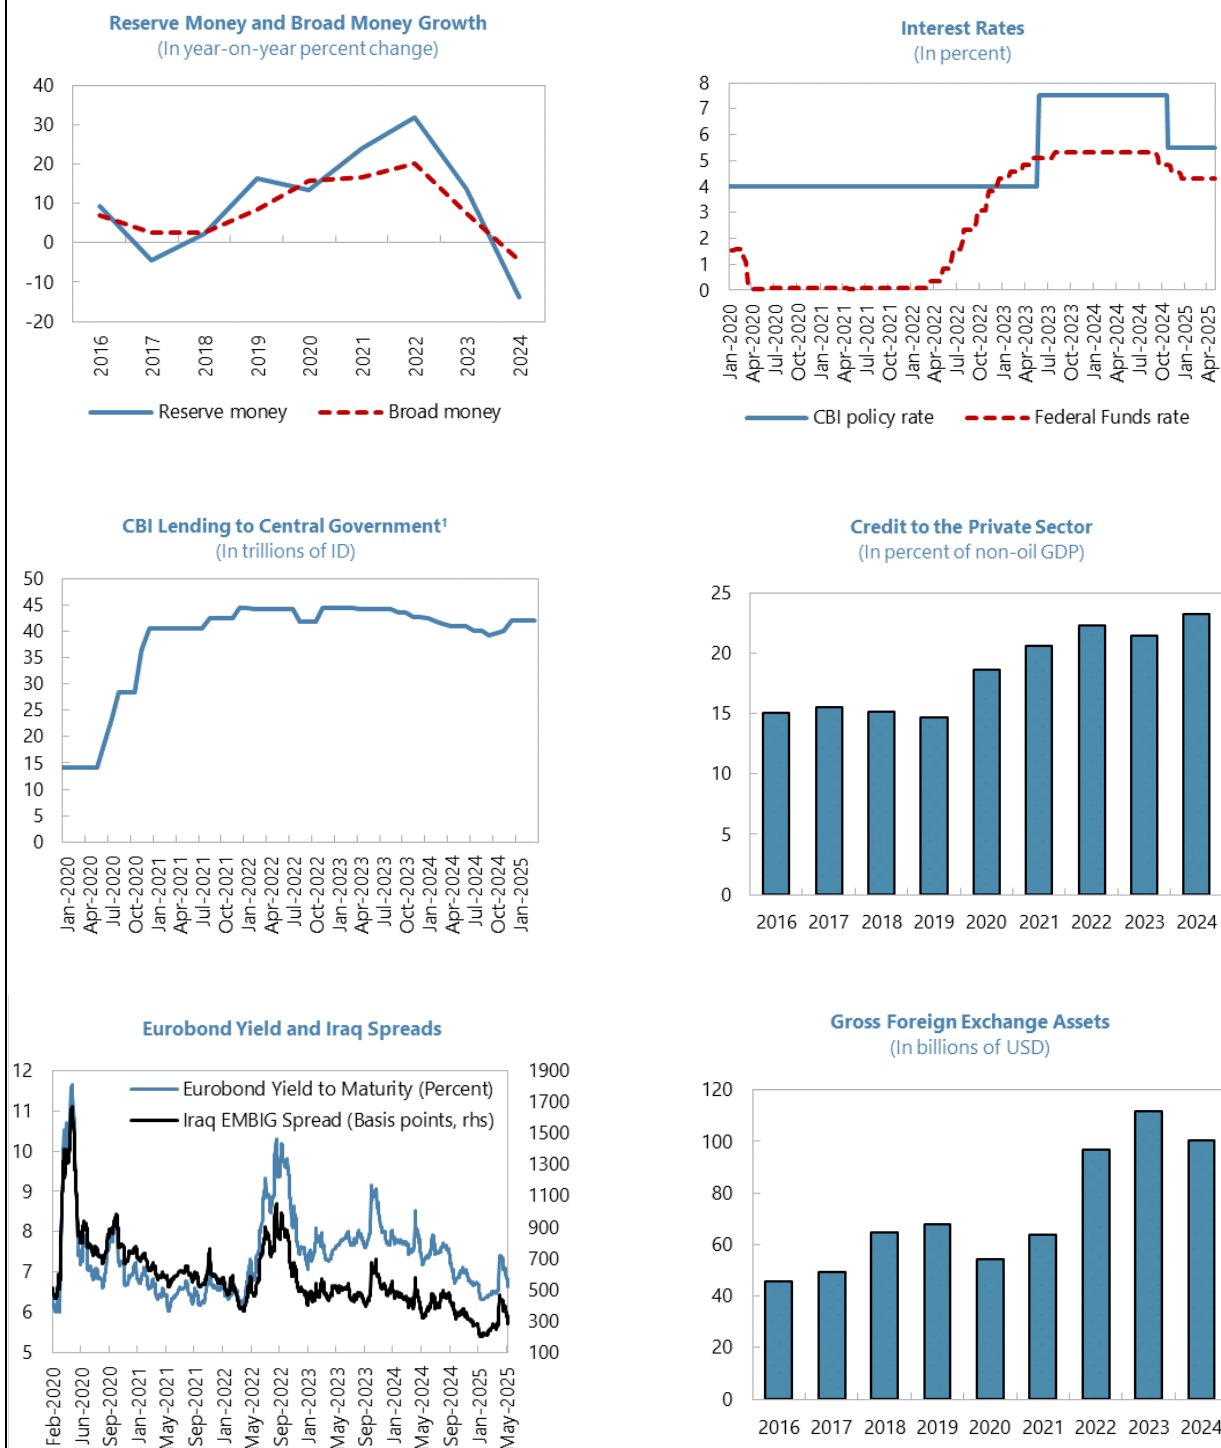 Reserve Money and Broad Money Growth
(In year-on-year percent change)
40
30
20
10
0
-10
-20
2016
2017
2018
2019
2020
2021
2022
2023
2024
Reserve money
Broad money
Interest Rates
(In percent)
8
7
6
5
4
3
2
1
0
Jan-2020
Apr-2020
Jul-2020
Oct-2020
Jan-2021
Apr-2021
Jul-2021
Oct-2021
Jan-2022
Apr-2022
Jul-2022
Oct-2022
Jan-2023
Apr-2023
Jul-2023
Oct-2023
Jan-2024
Apr-2024
Jul-2024
Oct-2024
Jan-2025
Apr-2025
CBI policy rate
Federal Funds rate
CBI Lending to Central Government¹
(In trillions of ID)
50
45
40
35
30
25
20
15
10
5
0
Jan-2020
Apr-2020
Jul-2020
Oct-2020
Jan-2021
Apr-2021
Jul-2021
Oct-2021
Jan-2022
Apr-2022
Jul-2022
Oct-2022
Jan-2023
Apr-2023
Jul-2023
Oct-2023
Jan-2024
Apr-2024
Jul-2024
Oct-2024
Jan-2025
Credit to the Private Sector
(In percent of non-oil GDP)
25
20
15
10
5
0
2016 2017 2018 2019 2020 2021 2022 2023 2024
Eurobond Yield and Iraq Spreads
12
11
10
9
8
7
6
5
Eurobond Yield to Maturity (Percent)
Iraq EMBIG Spread (Basis points, rhs)
1900
1700
1500
1300
1100
900
700
500
300
100
Feb-2020
Jun-2020
Sep-2020
Jan-2021
May-2021
Sep-2021
Jan-2022
May-2022
Sep-2022
Jan-2023
May-2023
Sep-2023
Jan-2024
May-2024
Sep-2024
Jan-2025
May-2025
Gross Foreign Exchange Assets
(In billions of USD)
120
100
80
60
40
20
0
2016 2017 2018 2019 2020 2021 2022 2023 2024